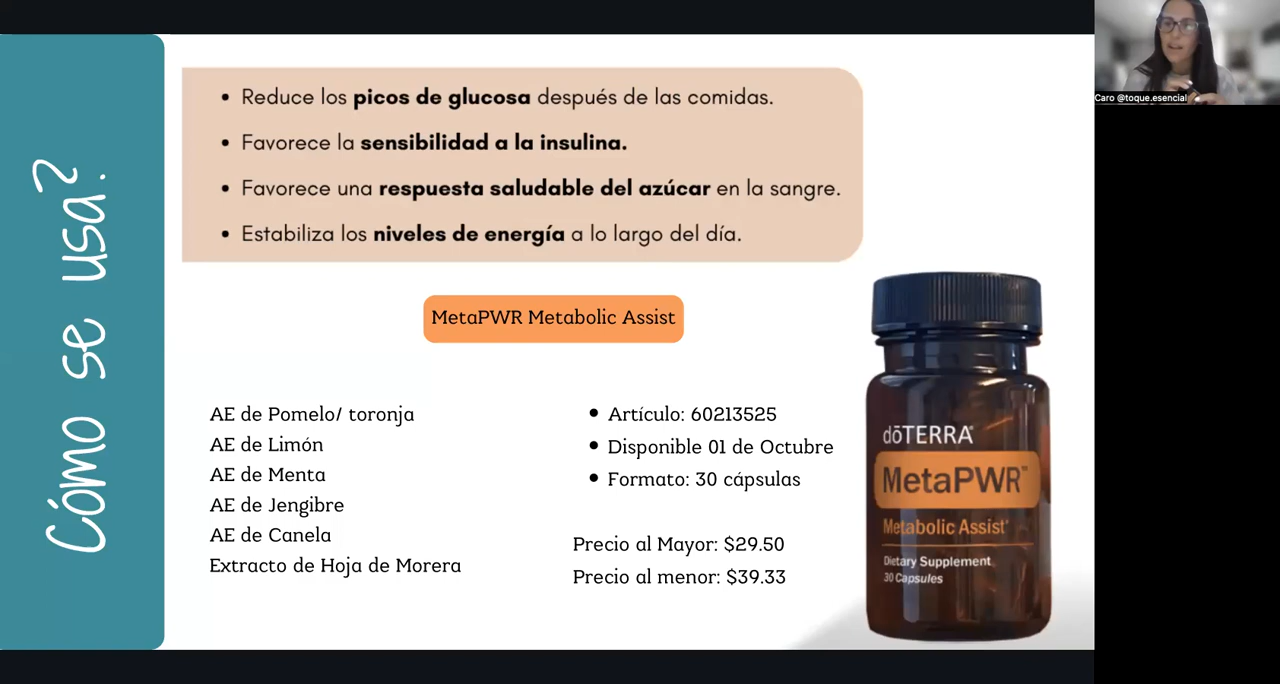 Cómo se usa?
Reduce los picos de glucosa después de las comidas.
Favorece la sensibilidad a la insulina.
Favorece una respuesta saludable del azúcar en la sangre.
Estabiliza los niveles de energía a lo largo del día.
MetaPWR Metabolic Assist
AE de Pomelo/ toronja
AE de Limón
AE de Menta
AE de Jengibre
AE de Canela
Extracto de Hoja de Morera
Artículo: 60213525
Disponible 01 de Octubre
Formato: 30 cápsulas
Precio al Mayor: $29.50
Precio al menor: $39.33
dōTERRA®
MetaPWR™
Metabolic Assist*
Dietary Supplement
30 Capsules
Caro @toque.esencial